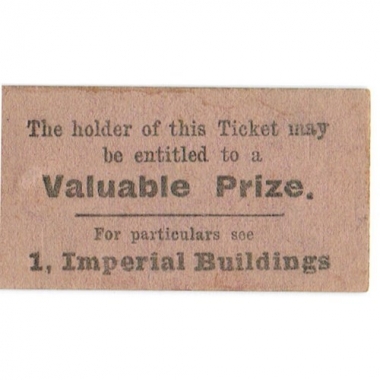 The holder of this Ticket may
be entitled to a
Valuable Prize.
For particulars see
1, Imperial Buildings